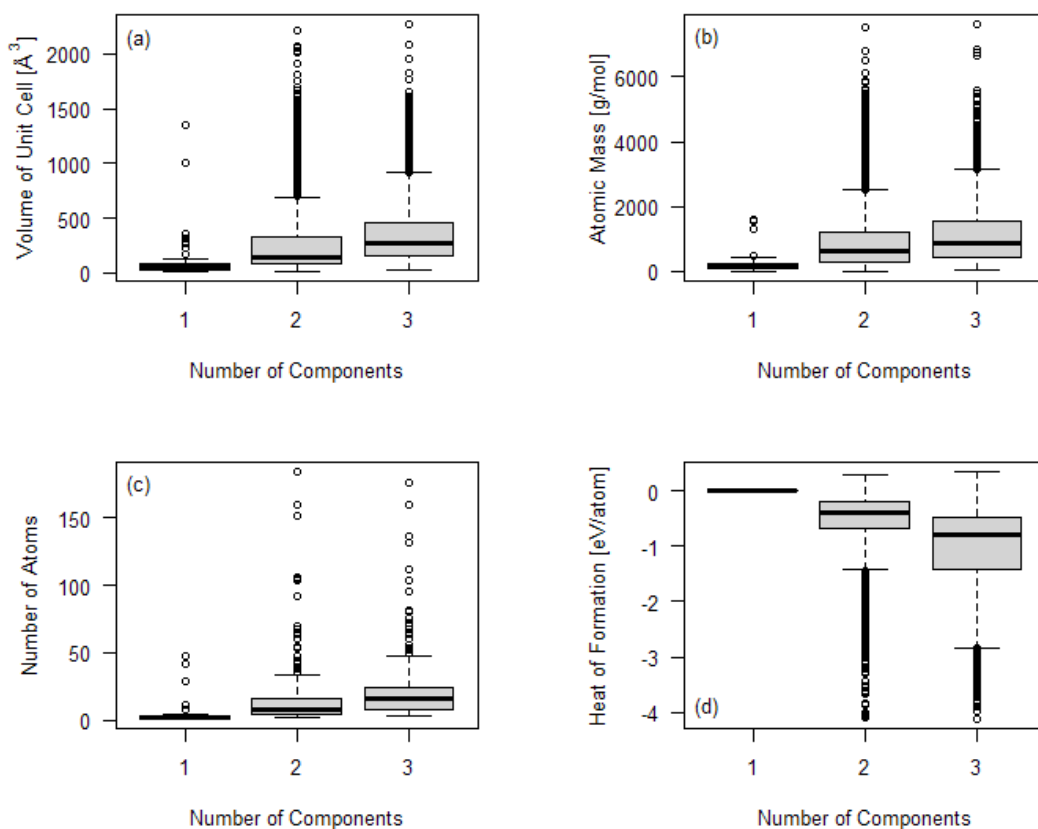 (a)
Volume of Unit Cell [Å³]
2000
1500
1000
500
0
1 2 3
Number of Components
(b)
Atomic Mass [g/mol]
6000
4000
2000
0
1 2 3
Number of Components
(c)
Number of Atoms
150
100
50
0
1 2 3
Number of Components
(d)
Heat of Formation [eV/atom]
0
-1
-2
-3
-4
1 2 3
Number of Components